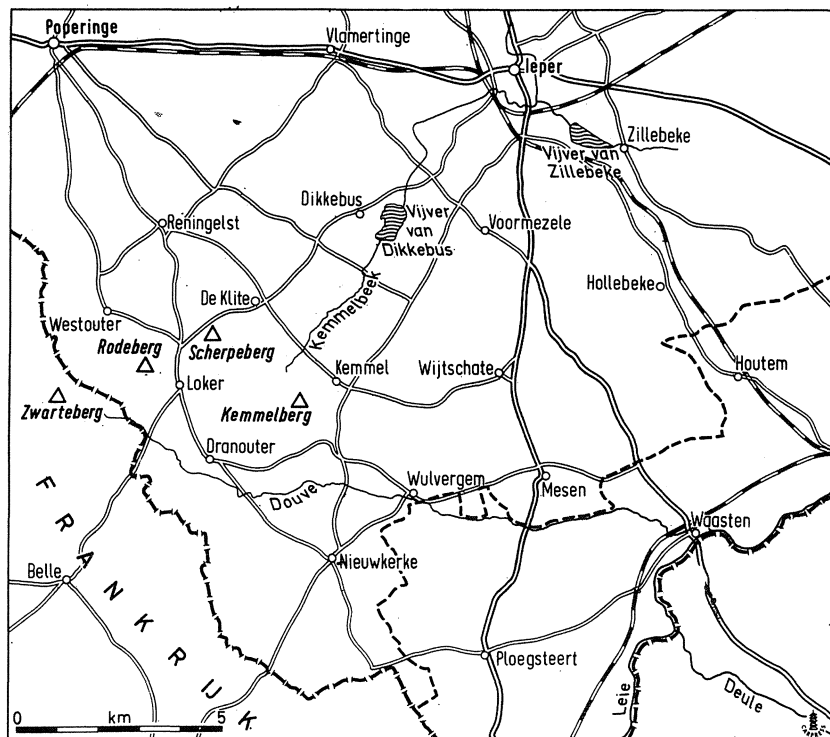 Poperinge
Vlamertinge
Ieper
Zillebeke
Vijver van
Zillebeke
Dikkebus
Vijver
van
Dikkebus
Reningelst
Voormezele
De Klite
Kemmelbeek
Hollebeke
Westouter
Rodeberg
Scherpeberg
Loker
Kemmel
Wijtschate
Houtem
Zwarteberg
Kemmelberg
Dranouter
Wulvergem
Mesen
Douve
Waasten
FRANKRIJK
Belle
Nieuwkerke
Ploegsteert
Leie
Deule
0 km 5
CARPRESS